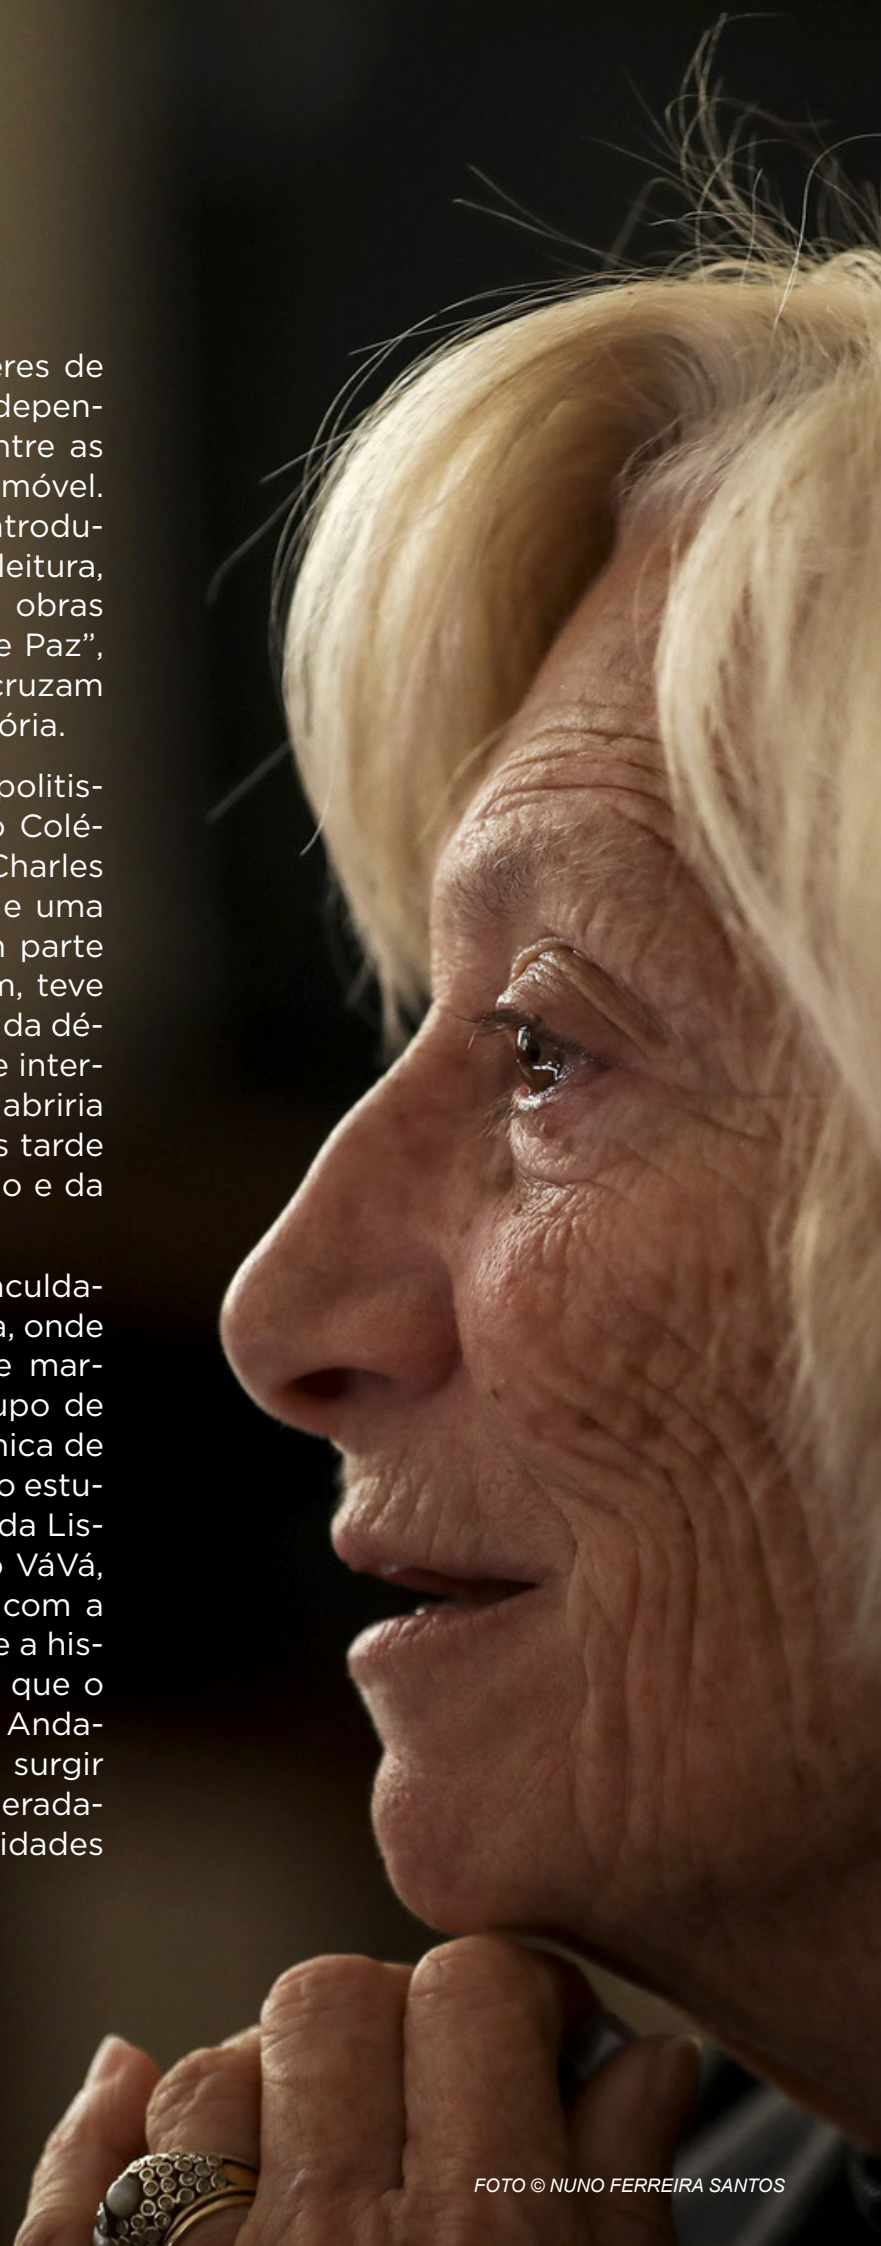 eres de
depen-
ntre as
móvel.
ntrodu-
leitura,
obras
e Paz”,
cruzam
ória.
politis-
o Colé-
Charles
e uma
n parte
m, teve
da dé-
e inter-
abriria
s tarde
o e da
aculda-
a, onde
e mar-
upo de
nica de
o estu-
da Lis-
o VáVá,
com a
e a his-
que o
Anda-
surgir
erada-
idades
FOTO © NUNO FERREIRA SANTOS